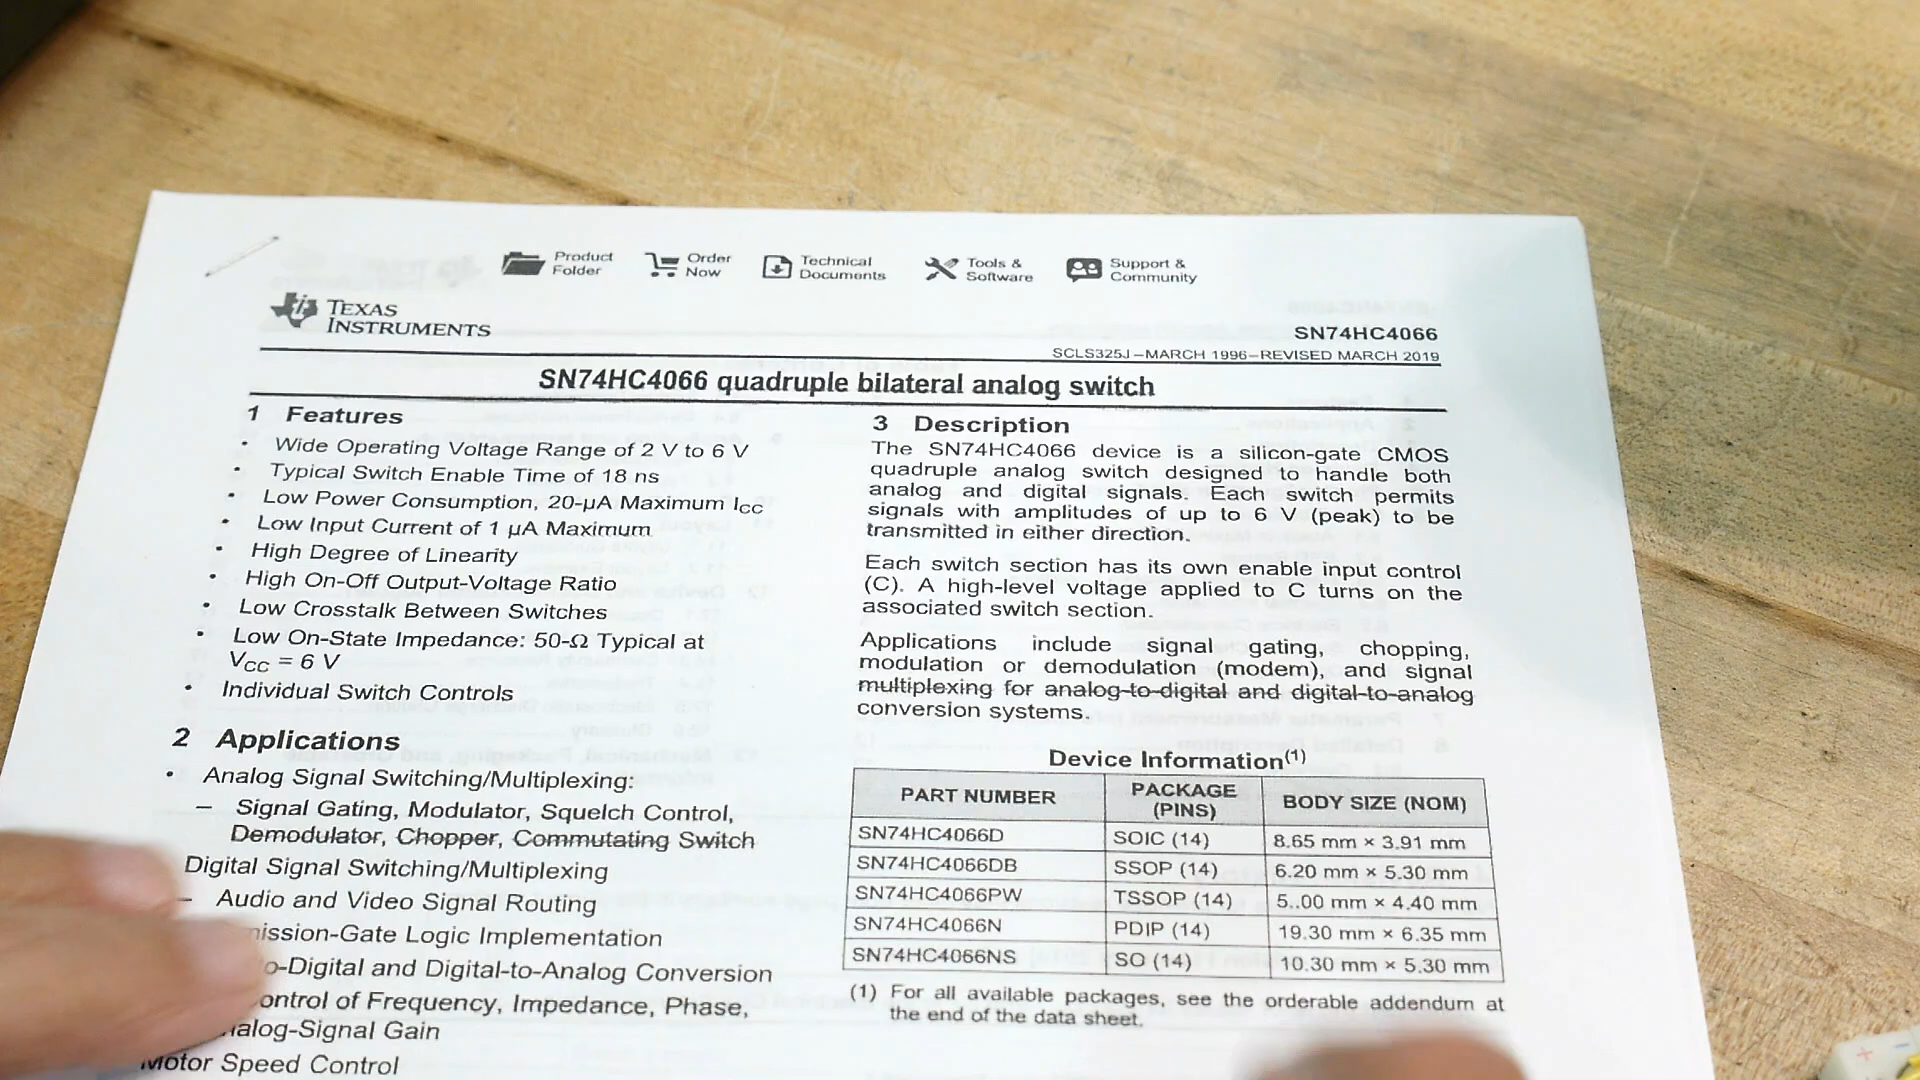 Product
Folder
Order
Now
Technical
Documents
Tools &
Software
Support &
Community
TEXAS
INSTRUMENTS
SN74HC4066
SCLS325J –MARCH 1996–REVISED MARCH 2019
SN74HC4066 quadruple bilateral analog switch
1 Features
• Wide Operating Voltage Range of 2 V to 6 V
• Typical Switch Enable Time of 18 ns
• Low Power Consumption, 20-µA Maximum ICC
• Low Input Current of 1 µA Maximum
• High Degree of Linearity
• High On-Off Output-Voltage Ratio
• Low Crosstalk Between Switches
• Low On-State Impedance: 50-Ω Typical at
VCC = 6 V
• Individual Switch Controls
2 Applications
• Analog Signal Switching/Multiplexing:
– Signal Gating, Modulator, Squelch Control,
Demodulator, Chopper, Commutating Switch
Digital Signal Switching/Multiplexing
– Audio and Video Signal Routing
ission-Gate Logic Implementation
o-Digital and Digital-to-Analog Conversion
ontrol of Frequency, Impedance, Phase,
nalog-Signal Gain
Motor Speed Control
3 Description
The SN74HC4066 device is a silicon-gate CMOS
quadruple analog switch designed to handle both
analog and digital signals. Each switch permits
signals with amplitudes of up to 6 V (peak) to be
transmitted in either direction.
Each switch section has its own enable input control
(C). A high-level voltage applied to C turns on the
associated switch section.
Applications include signal gating, chopping,
modulation or demodulation (modem), and signal
multiplexing for analog-to-digital and digital-to-analog
conversion systems.
Device Information(1)
PART NUMBER PACKAGE (PINS) BODY SIZE (NOM)
SN74HC4066D SOIC (14) 8.65 mm × 3.91 mm
SN74HC4066DB SSOP (14) 6.20 mm × 5.30 mm
SN74HC4066PW TSSOP (14) 5..00 mm × 4.40 mm
SN74HC4066N PDIP (14) 19.30 mm × 6.35 mm
SN74HC4066NS SO (14) 10.30 mm × 5.30 mm
(1) For all available packages, see the orderable addendum at
the end of the data sheet.